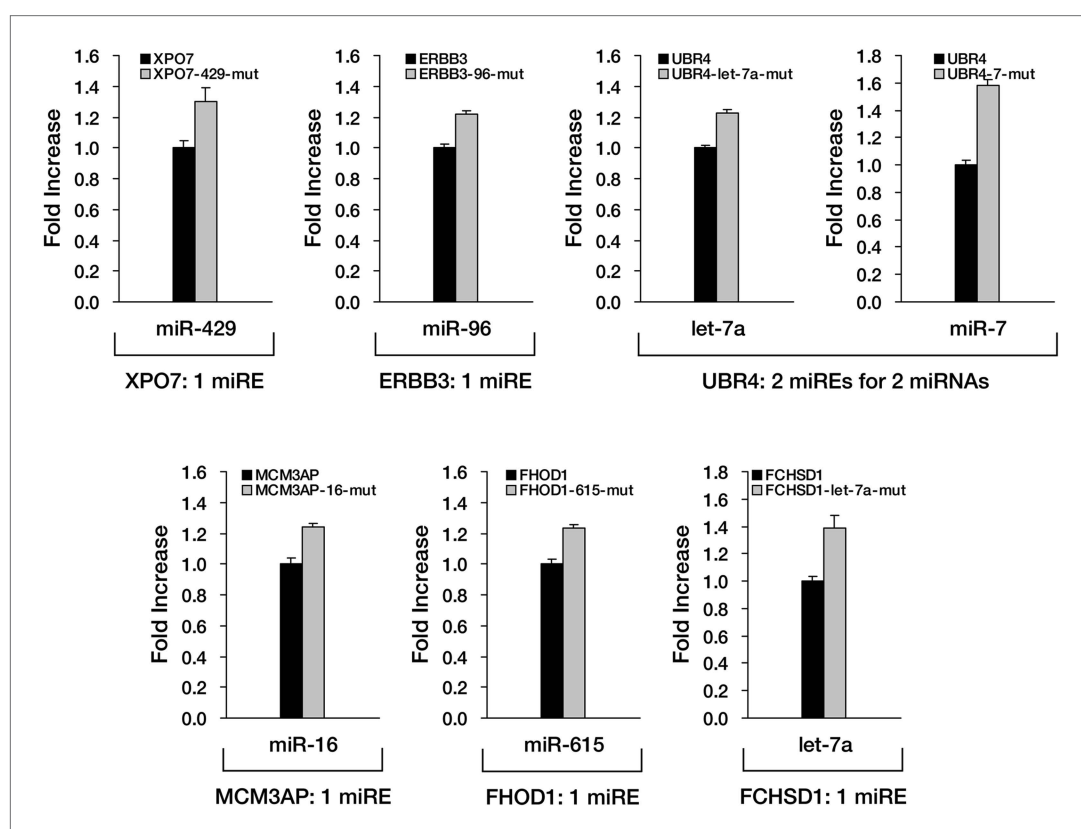 XPO7
XPO7-429-mut
Fold Increase
1.6
1.4
1.2
1.0
0.8
0.6
0.4
0.2
0.0
miR-429
XPO7: 1 miRE
ERBB3
ERBB3-96-mut
Fold Increase
1.6
1.4
1.2
1.0
0.8
0.6
0.4
0.2
0.0
miR-96
ERBB3: 1 miRE
UBR4
UBR4-let-7a-mut
Fold Increase
1.6
1.4
1.2
1.0
0.8
0.6
0.4
0.2
0.0
let-7a
UBR4
UBR4-7-mut
Fold Increase
1.8
1.6
1.4
1.2
1.0
0.8
0.6
0.4
0.2
0.0
miR-7
UBR4: 2 miREs for 2 miRNAs
MCM3AP
MCM3AP-16-mut
Fold Increase
1.6
1.4
1.2
1.0
0.8
0.6
0.4
0.2
0.0
miR-16
MCM3AP: 1 miRE
FHOD1
FHOD1-615-mut
Fold Increase
1.6
1.4
1.2
1.0
0.8
0.6
0.4
0.2
0.0
miR-615
FHOD1: 1 miRE
FCHSD1
FCHSD1-let-7a-mut
Fold Increase
1.8
1.6
1.4
1.2
1.0
0.8
0.6
0.4
0.2
0.0
let-7a
FCHSD1: 1 miRE